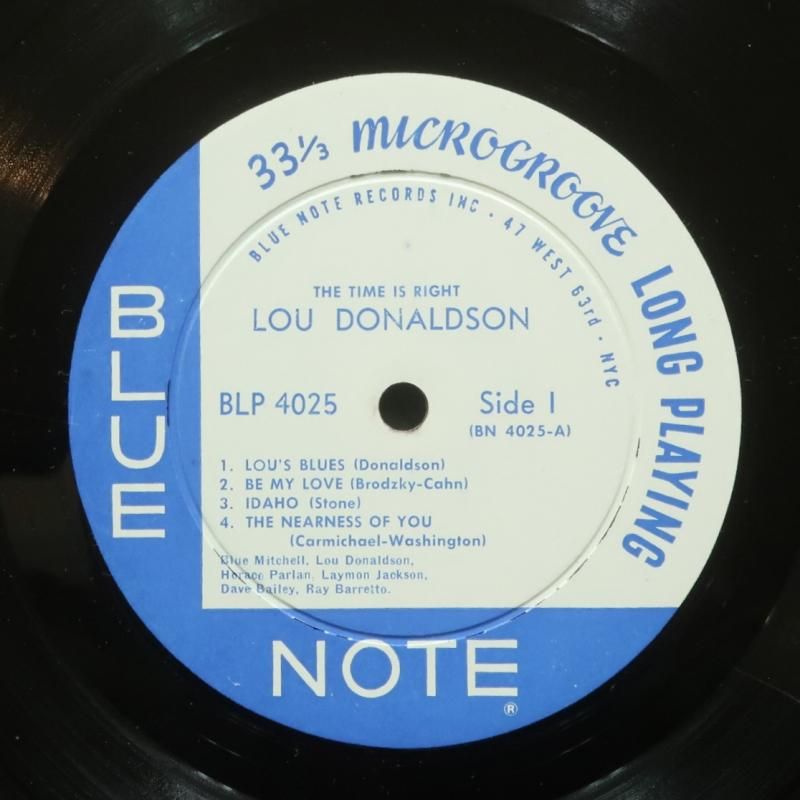 33⅓ MICROGROOVE LONG PLAYING
BLUE NOTE RECORDS INC · 47 WEST 63rd · NYC
THE TIME IS RIGHT
LOU DONALDSON
BLP 4025
Side 1
(BN 4025-A)
1. LOU'S BLUES (Donaldson)
2. BE MY LOVE (Brodzky-Cahn)
3. IDAHO (Stone)
4. THE NEARNESS OF YOU
(Carmichael-Washington)
Blue Mitchell, Lou Donaldson,
Horace Parlan, Laymon Jackson,
Dave Bailey, Ray Barretto.
BLUE
NOTE
®